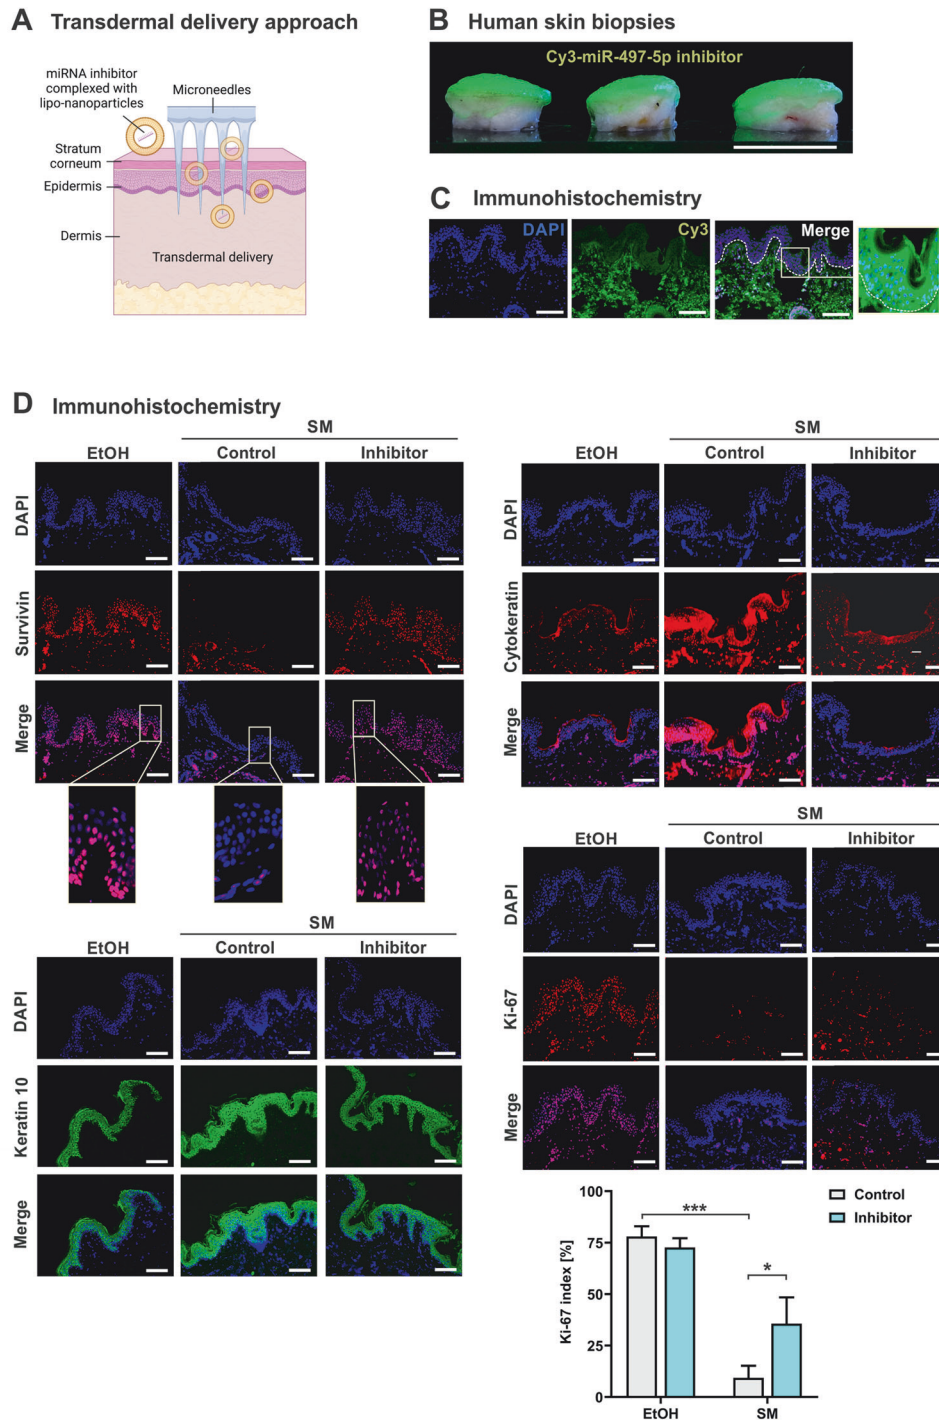 A Transdermal delivery approach
miRNA inhibitor
complexed with
lipo-nanoparticles
Microneedles
Stratum
corneum
Epidermis
Dermis
Transdermal delivery
B Human skin biopsies
Cy3-miR-497-5p inhibitor
C Immunohistochemistry
DAPI
Cy3
Merge
D Immunohistochemistry
SM
EtOH Control Inhibitor
DAPI
Survivin
Merge
SM
EtOH Control Inhibitor
DAPI
Keratin 10
Merge
SM
EtOH Control Inhibitor
DAPI
Cytokeratin
Merge
SM
EtOH Control Inhibitor
DAPI
Ki-67
Merge
Control
Inhibitor
Ki-67 index [%]
100
75
50
25
0
***
*
EtOH SM